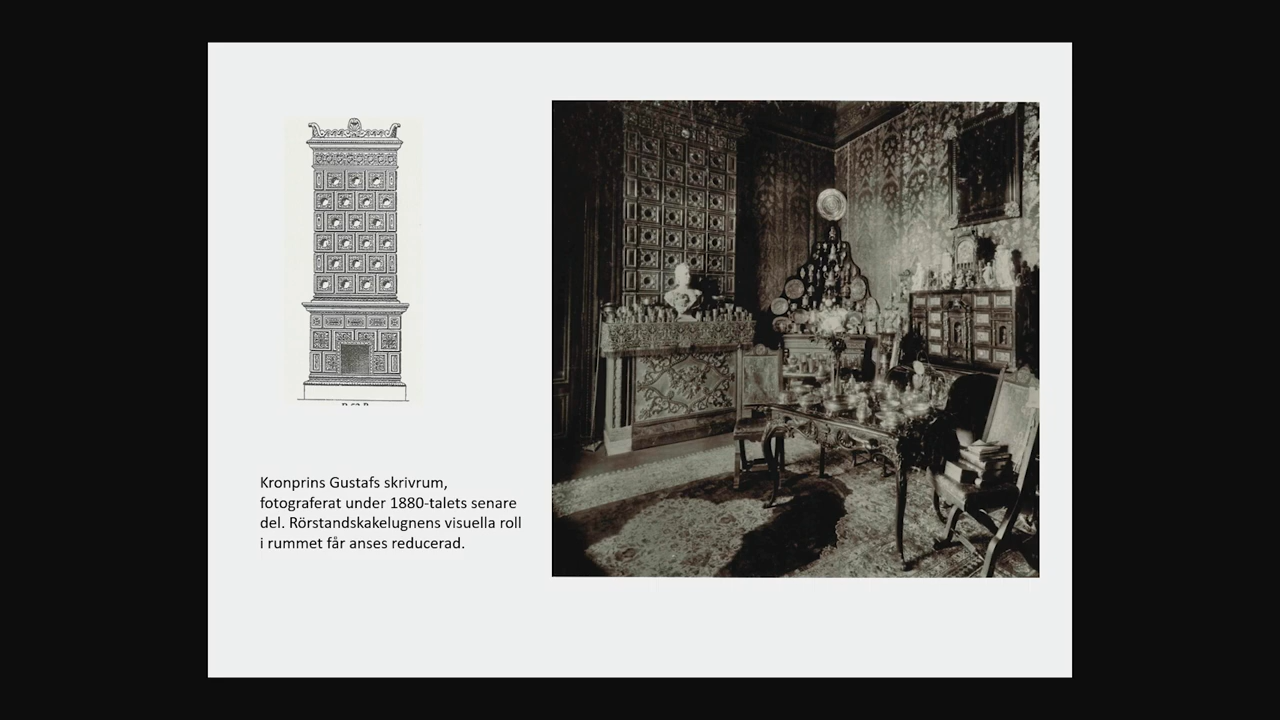 Kronprins Gustafs skrivrum,
fotograferat under 1880-talets senare
del. Rörstandskakelugnens visuella roll
i rummet får anses reducerad.